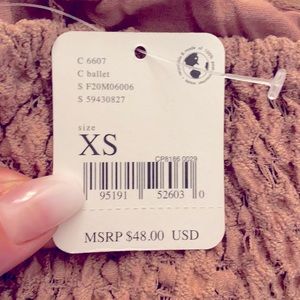 C 6607
C ballet
S F20M06006
S 59430827
size
XS
CP8186 0029
95191 52603 0
MSRP $48.00 USD